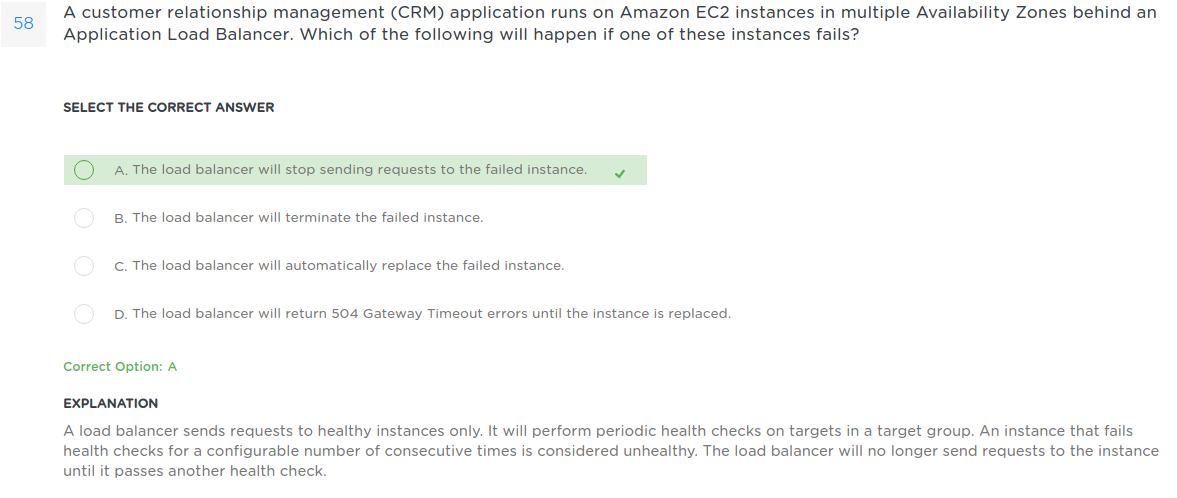 58
A customer relationship management (CRM) application runs on Amazon EC2 instances in multiple Availability Zones behind an
Application Load Balancer. Which of the following will happen if one of these instances fails?
SELECT THE CORRECT ANSWER
A. The load balancer will stop sending requests to the failed instance.
B. The load balancer will terminate the failed instance.
C. The load balancer will automatically replace the failed instance.
D. The load balancer will return 504 Gateway Timeout errors until the instance is replaced.
Correct Option: A
EXPLANATION
A load balancer sends requests to healthy instances only. It will perform periodic health checks on targets in a target group. An instance that fails
health checks for a configurable number of consecutive times is considered unhealthy. The load balancer will no longer send requests to the instance
until it passes another health check.